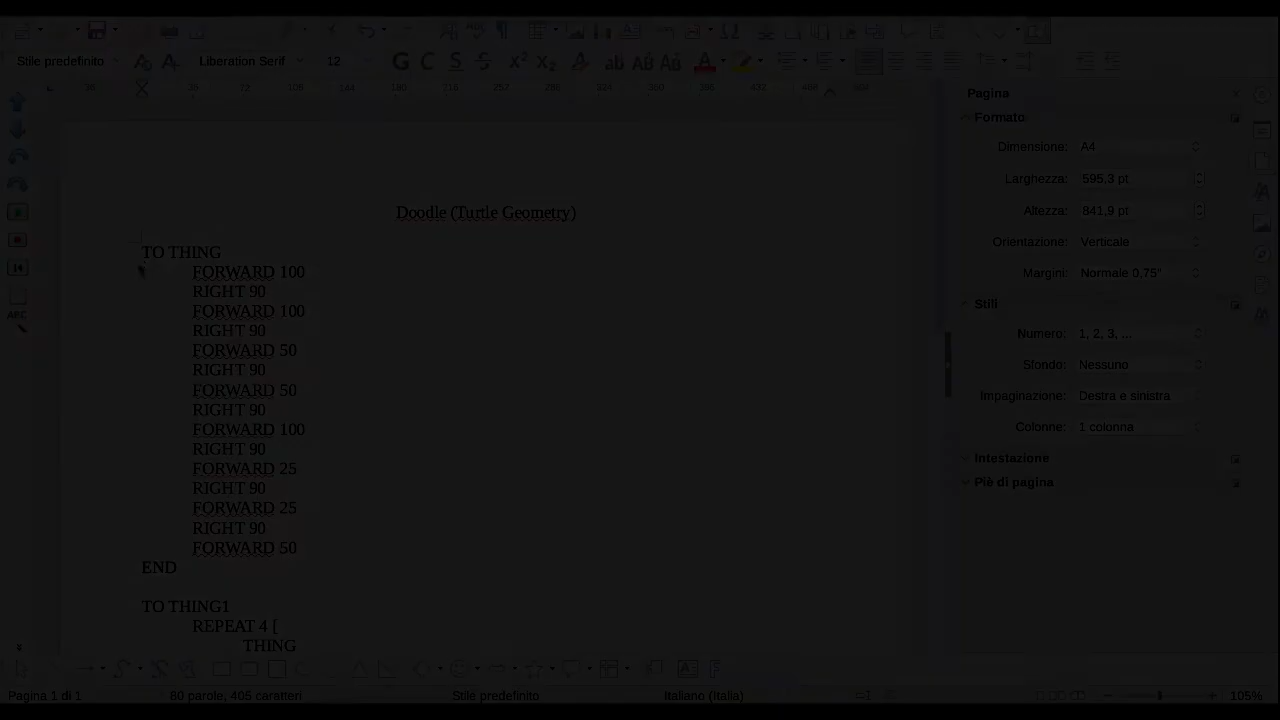 Stile predefinito
Liberation Serif
12
Pagina
Formato
Dimensione: A4
Larghezza: 595,3 pt
Altezza: 841,9 pt
Orientazione: Verticale
Margini: Normale 0,75"
Stili
Numero: 1, 2, 3, ...
Sfondo: Nessuno
Impaginazione: Destra e sinistra
Colonne: 1 colonna
Intestazione
Piè di pagina
Doodle (Turtle Geometry)
TO THING
FORWARD 100
RIGHT 90
FORWARD 100
RIGHT 90
FORWARD 50
RIGHT 90
FORWARD 50
RIGHT 90
FORWARD 100
RIGHT 90
FORWARD 25
RIGHT 90
FORWARD 25
RIGHT 90
FORWARD 50
END
TO THING1
REPEAT 4 [
THING
Pagina 1 di 1
80 parole, 405 caratteri
Stile predefinito
Italiano (Italia)
105%